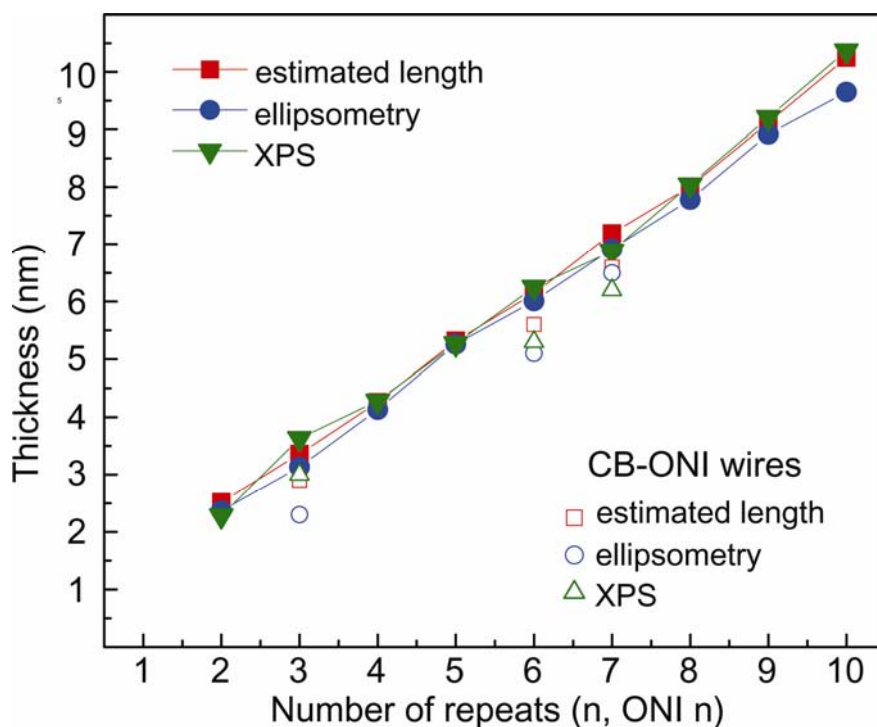 estimated length
ellipsometry
XPS
10
9
8
7
6
5
4
3
2
1
Thickness (nm)
CB-ONI wires
estimated length
ellipsometry
XPS
1 2 3 4 5 6 7 8 9 10
Number of repeats (n, ONI n)